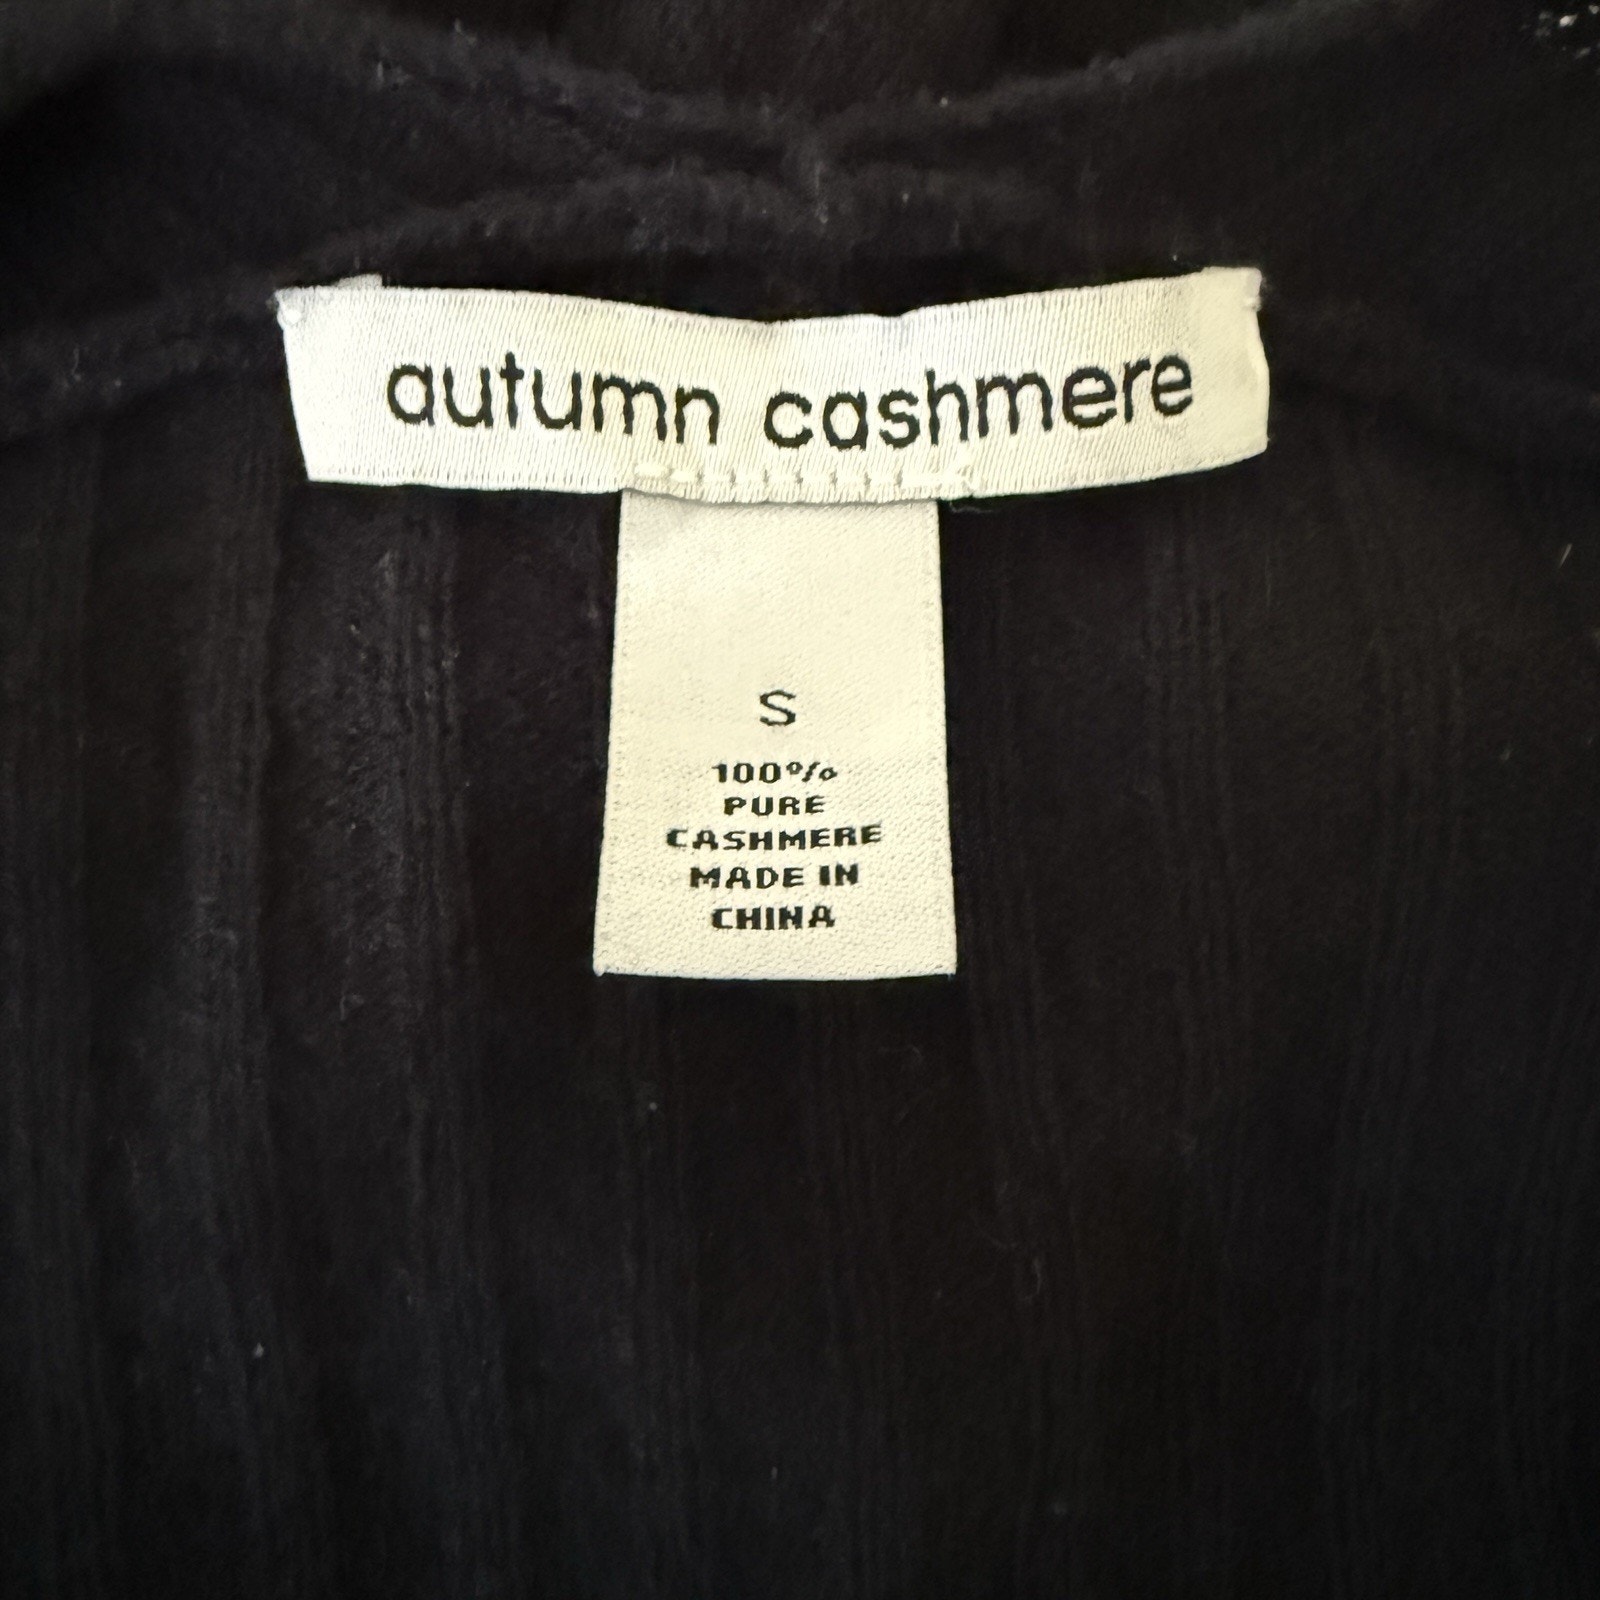 autumn cashmere
S
100%
PURE
CASHMERE
MADE IN
CHINA